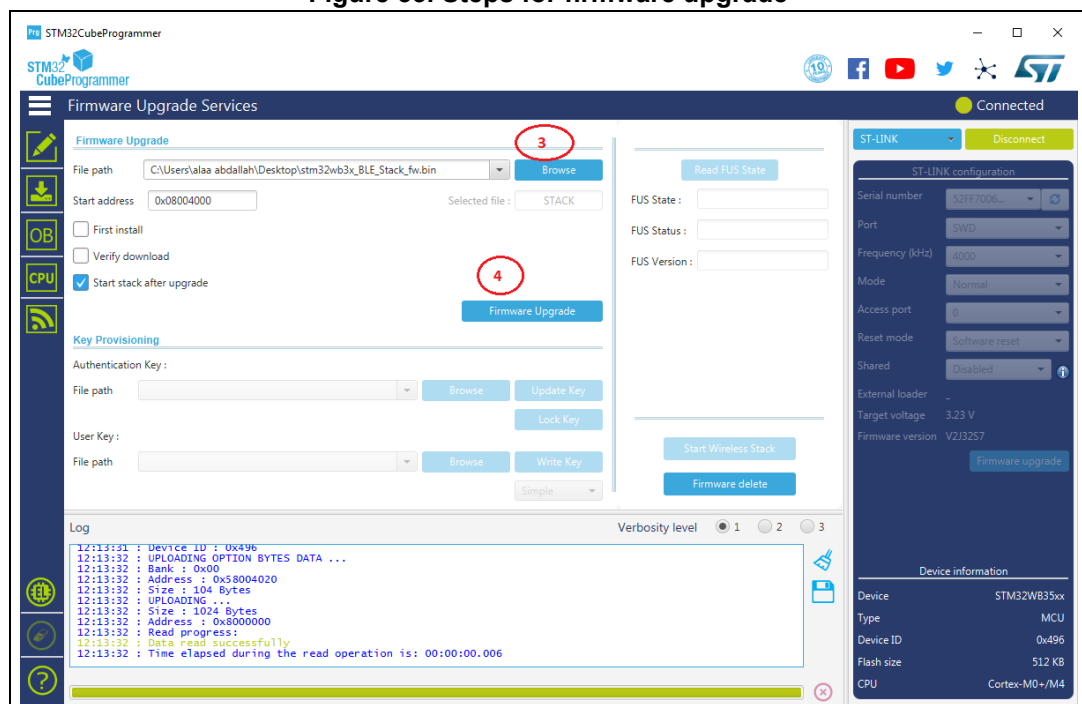 Figure 33. Steps for firmware upgrade
Prg STM32CubeProgrammer
STM32
CubeProgrammer
10
Firmware Upgrade Services
Connected
Firmware Upgrade
3
File path C:\Users\alaa abdallah\Desktop\stm32wb3x_BLE_Stack_fw.bin Browse
Start address 0x08004000 Selected file : STACK
First install
Verify download
Start stack after upgrade
4
Firmware Upgrade
Key Provisioning
Authentication Key :
File path Browse Update Key
Lock Key
User Key :
File path Browse Write Key
Simple
Read FUS State
FUS State :
FUS Status :
FUS Version :
Start Wireless Stack
Firmware delete
OB
CPU
Log Verbosity level 1 2 3
12:13:31 : Device ID : 0x496
12:13:32 : UPLOADING OPTION BYTES DATA ...
12:13:32 : Bank : 0x00
12:13:32 : Address : 0x58004020
12:13:32 : Size : 104 Bytes
12:13:32 : UPLOADING ...
12:13:32 : Size : 1024 Bytes
12:13:32 : Address : 0x8000000
12:13:32 : Read progress:
12:13:32 : Data read successfully
12:13:32 : Time elapsed during the read operation is: 00:00:00.006
ST-LINK Disconnect
ST-LINK configuration
Serial number 52FF7006...
Port SWD
Frequency (kHz) 4000
Mode Normal
Access port 0
Reset mode Software reset
Shared Disabled
External loader _
Target voltage 3.23 V
Firmware version V2J32S7
Firmware upgrade
Device information
Device STM32WB35xx
Type MCU
Device ID 0x496
Flash size 512 KB
CPU Cortex-M0+/M4